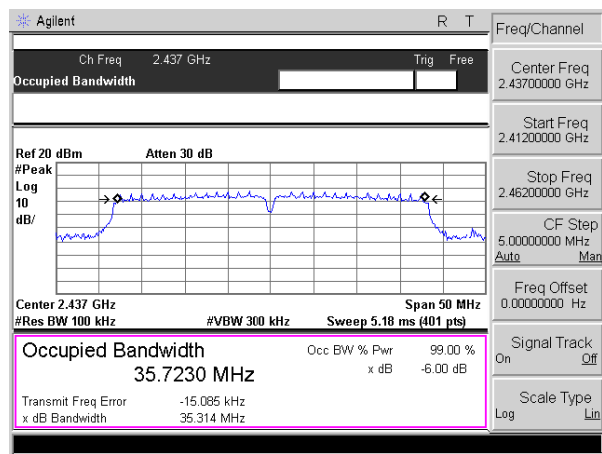 Agilent R T
Freq/Channel
Ch Freq 2.437 GHz Trig Free
Occupied Bandwidth
Center Freq
2.43700000 GHz
Start Freq
2.41200000 GHz
Ref 20 dBm Atten 30 dB
#Peak
Log
10
dB/
Stop Freq
2.46200000 GHz
CF Step
5.00000000 MHz
Auto Man
Center 2.437 GHz Span 50 MHz
#Res BW 100 kHz #VBW 300 kHz Sweep 5.18 ms (401 pts)
Freq Offset
0.00000000 Hz
Occupied Bandwidth Occ BW % Pwr 99.00 %
35.7230 MHz x dB -6.00 dB
Transmit Freq Error -15.085 kHz
x dB Bandwidth 35.314 MHz
Signal Track
On Off
Scale Type
Log Lin